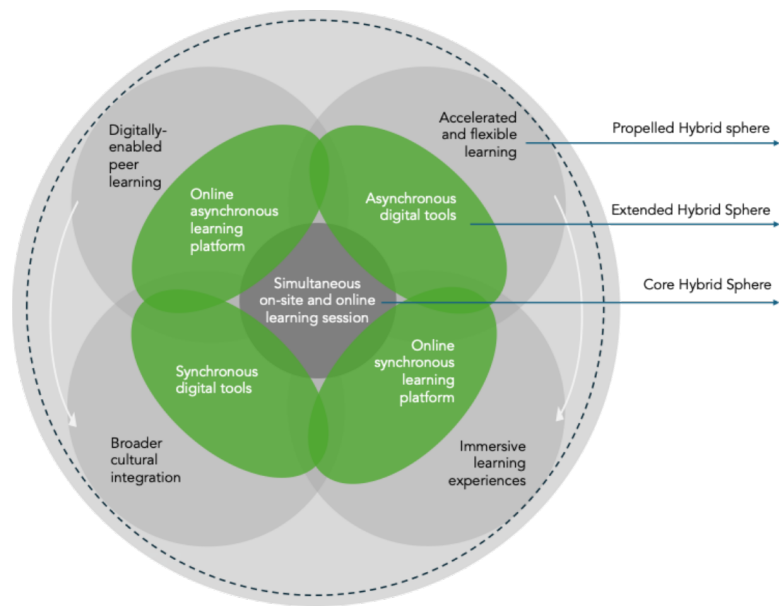 Digitally-
enabled
peer
learning
Accelerated
and flexible
learning
Propelled Hybrid sphere
Online
asynchronous
learning
platform
Asynchronous
digital tools
Extended Hybrid Sphere
Simultaneous
on-site and online
learning session
Core Hybrid Sphere
Synchronous
digital tools
Online
synchronous
learning
platform
Broader
cultural
integration
Immersive
learning
experiences